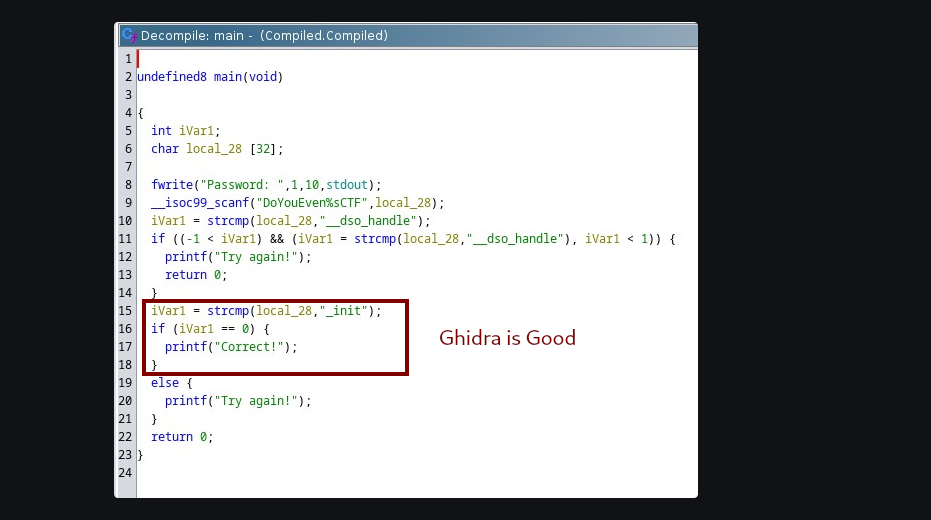 Decompile: main - (Compiled.Compiled)
1
2 undefined8 main(void)
3
4 {
5 int iVar1;
6 char local_28 [32];
7
8 fwrite("Password: ",1,10,stdout);
9 __isoc99_scanf("DoYouEven%sCTF",local_28);
10 iVar1 = strcmp(local_28,"__dso_handle");
11 if ((-1 < iVar1) && (iVar1 = strcmp(local_28,"__dso_handle"), iVar1 < 1)) {
12 printf("Try again!");
13 return 0;
14 }
15 iVar1 = strcmp(local_28,"_init");
16 if (iVar1 == 0) {
17 printf("Correct!");
18 }
19 else {
20 printf("Try again!");
21 }
22 return 0;
23 }
24
Ghidra is Good